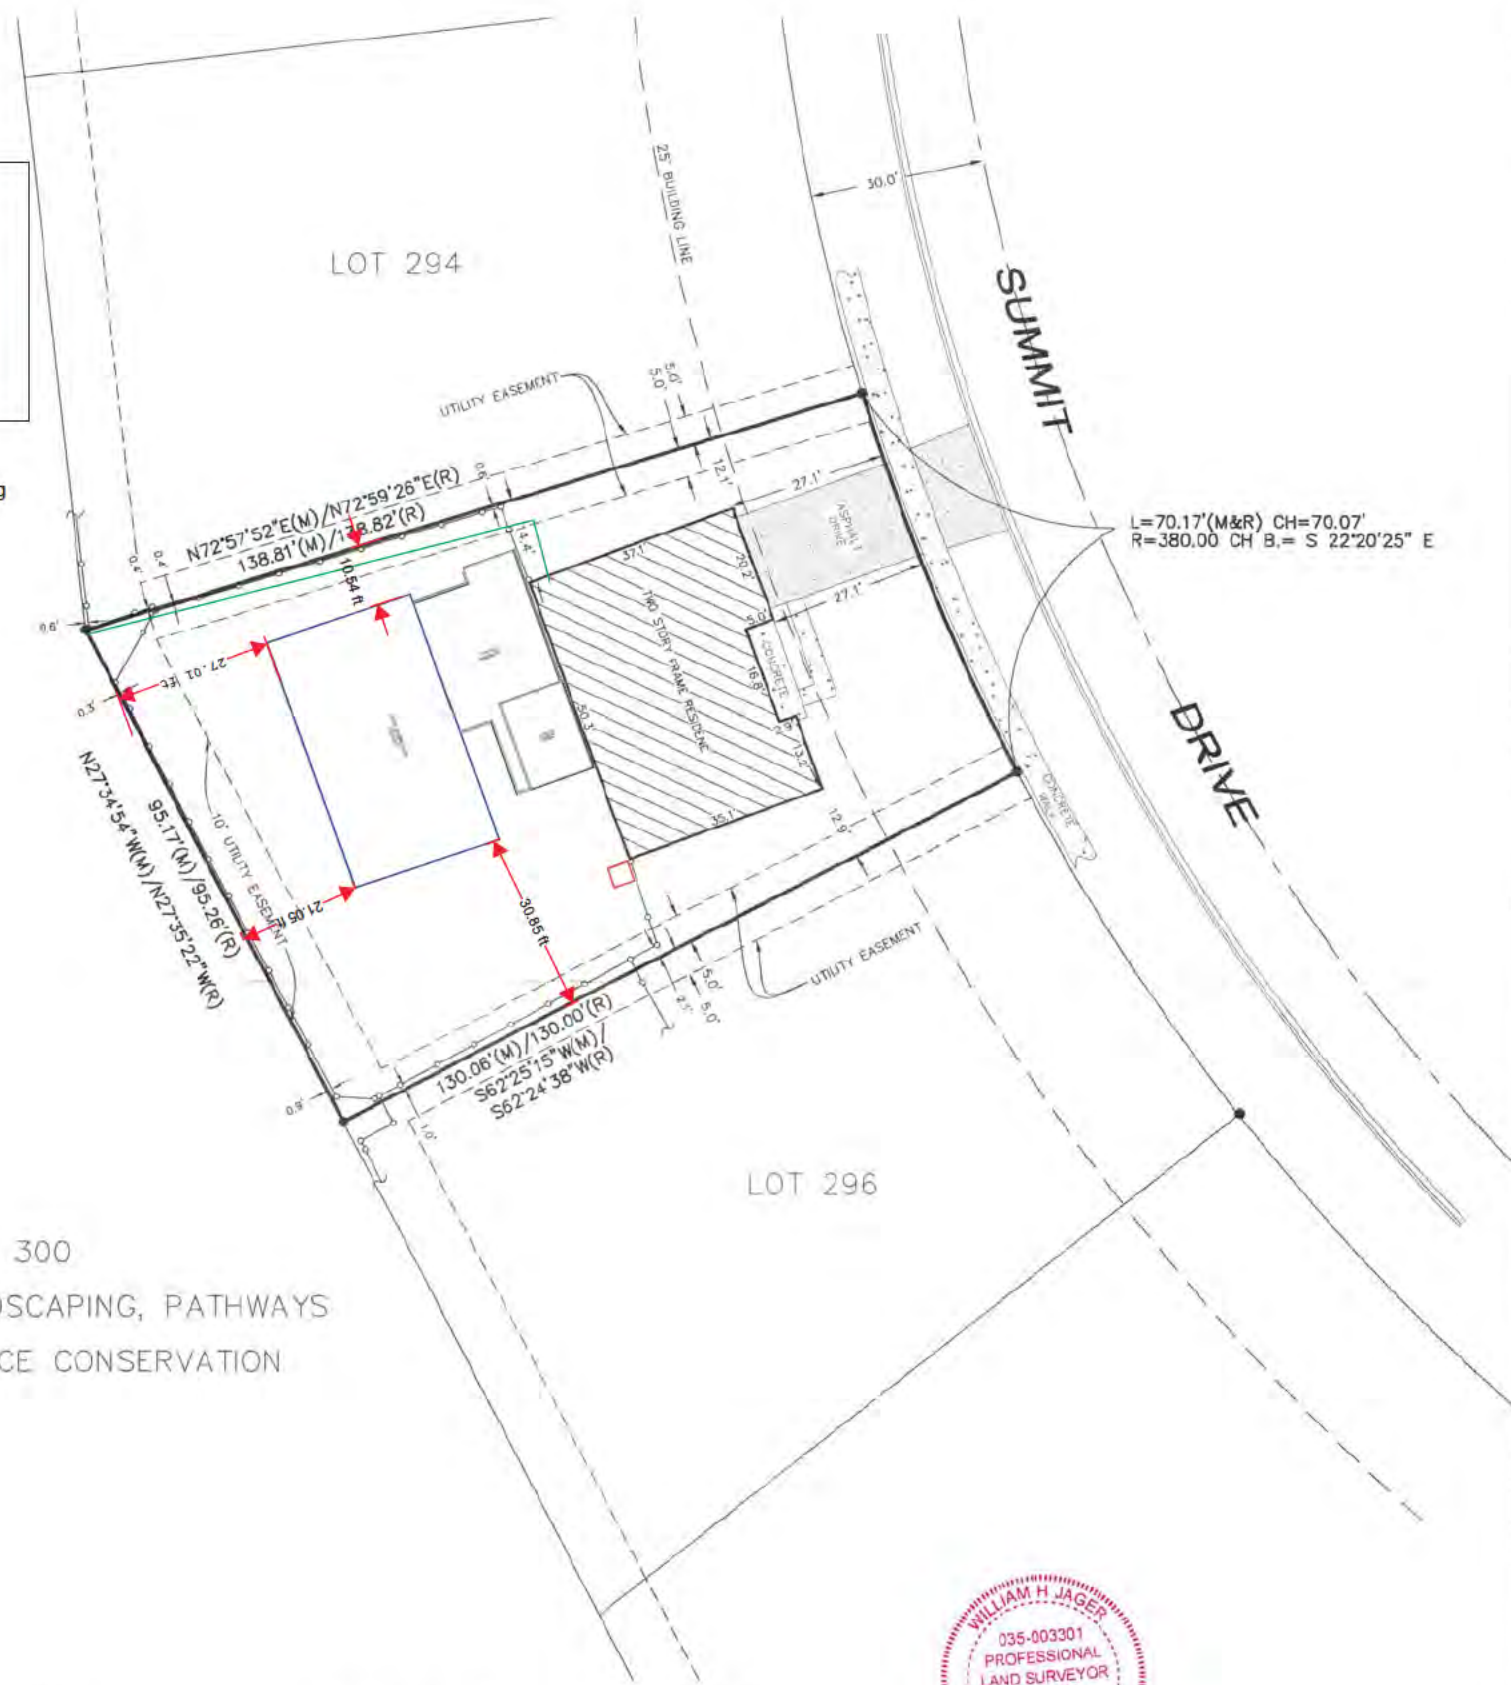 25' BUILDING LINE
30.0'
LOT 294
SUMMIT
DRIVE
UTILITY EASEMENT
5.0'
5.0'
0.6'
12.1'
27.1'
ASPHALT
DRIVE
N72°57'52"E(M)/N72°59'26"E(R)
138.81'(M)/138.82'(R)
L=70.17'(M&R) CH=70.07'
R=380.00 CH B.= S 22°20'25" E
g
0.4'
0.4'
14.4'
37.1'
20.2'
10.54 ft
27.1'
0.6'
TWO STORY FRAME RESIDENE
5.0'
CONCRETE
16.8'
27.01 ft
0.3'
50.3'
13.2'
N27°34'54"W(M)/N27°35'22"W(R)
95.17'(M)/95.26'(R)
10' UTILITY EASEMENT
35.1'
12.9'
CONCRETE
WALK
21.05 ft
30.85 ft
UTILITY EASEMENT
5.0'
2.3'
5.0'
130.06'(M)/130.00'(R)
S62°25'15"W(M)/
S62°24'38"W(R)
0.9'
1.0'
LOT 296
300
DSCAPING, PATHWAYS
CE CONSERVATION
WILLIAM H JAGER
035-003301
PROFESSIONAL
LAND SURVEYOR